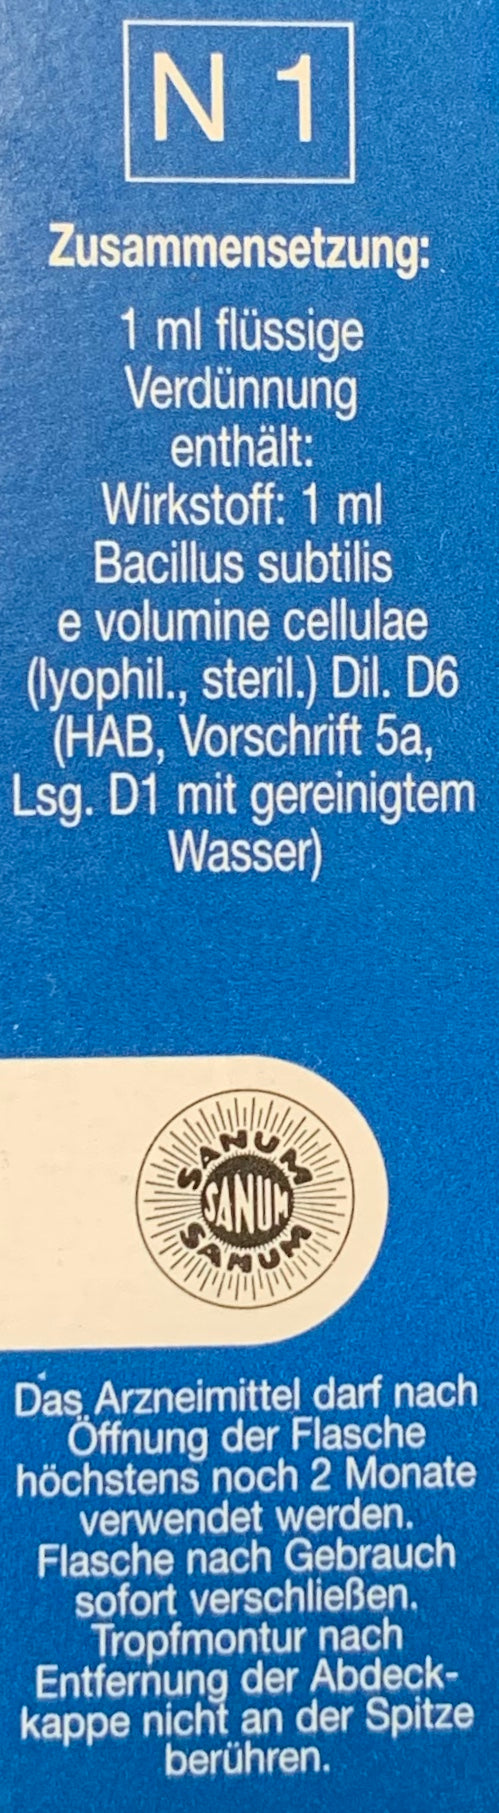 N 1
Zusammensetzung:
1 ml flüssige
Verdünnung
enthält:
Wirkstoff: 1 ml
Bacillus subtilis
e volumine cellulae
(lyophil., steril.) Dil. D6
(HAB, Vorschrift 5a,
Lsg. D1 mit gereinigtem
Wasser)
SANUM
SANUM
SANUM
Das Arzneimittel darf nach
Öffnung der Flasche
höchstens noch 2 Monate
verwendet werden.
Flasche nach Gebrauch
sofort verschließen.
Tropfmontur nach
Entfernung der Abdeck-
kappe nicht an der Spitze
berühren.